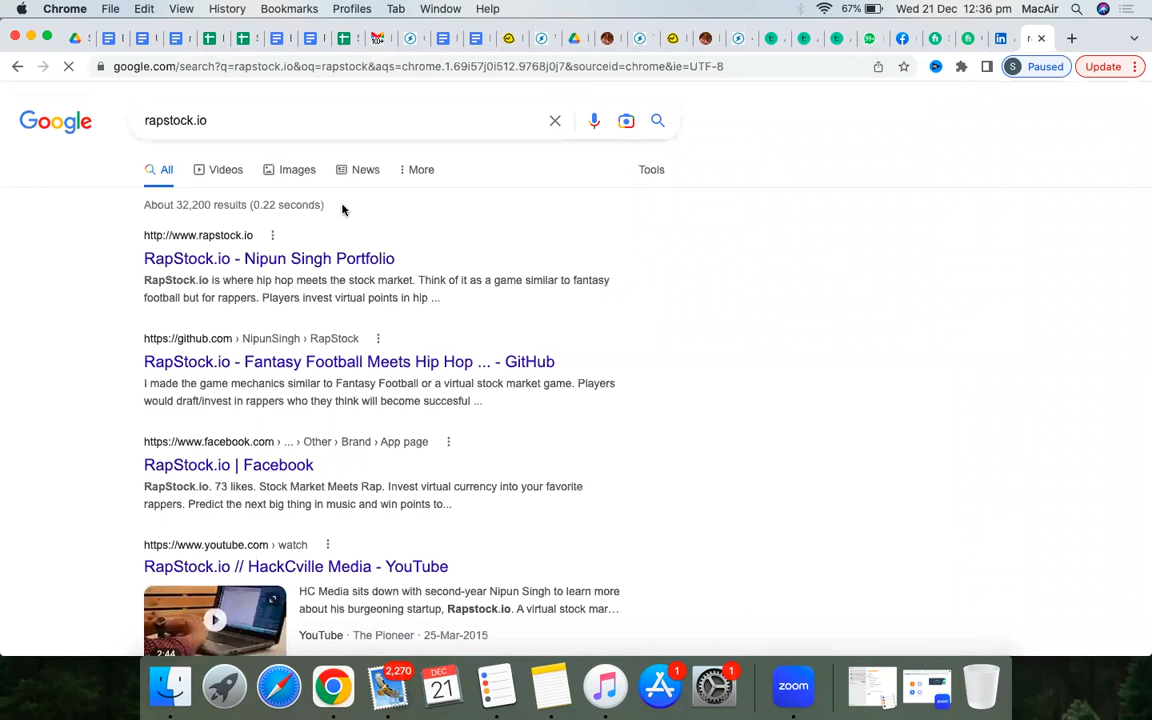 Chrome File Edit View History Bookmarks Profiles Tab Window Help 67% Wed 21 Dec 12:36 pm MacAir
google.com/search?q=rapstock.io&oq=rapstock&aqs=chrome.1.69i57j0i512.9768j0j7&sourceid=chrome&ie=UTF-8 S Paused Update
Google rapstock.io
All Videos Images News More Tools
About 32,200 results (0.22 seconds)
http://www.rapstock.io
RapStock.io - Nipun Singh Portfolio
RapStock.io is where hip hop meets the stock market. Think of it as a game similar to fantasy
football but for rappers. Players invest virtual points in hip ...
https://github.com › NipunSingh › RapStock
RapStock.io - Fantasy Football Meets Hip Hop ... - GitHub
I made the game mechanics similar to Fantasy Football or a virtual stock market game. Players
would draft/invest in rappers who they think will become succesful ...
https://www.facebook.com › ... › Other › Brand › App page
RapStock.io | Facebook
RapStock.io. 73 likes. Stock Market Meets Rap. Invest virtual currency into your favorite
rappers. Predict the next big thing in music and win points to...
https://www.youtube.com › watch
RapStock.io // HackCville Media - YouTube
HC Media sits down with second-year Nipun Singh to learn more
about his burgeoning startup, Rapstock.io. A virtual stock mar...
YouTube · The Pioneer · 25-Mar-2015
2:44
2,270
DEC
21
1
1
zoom